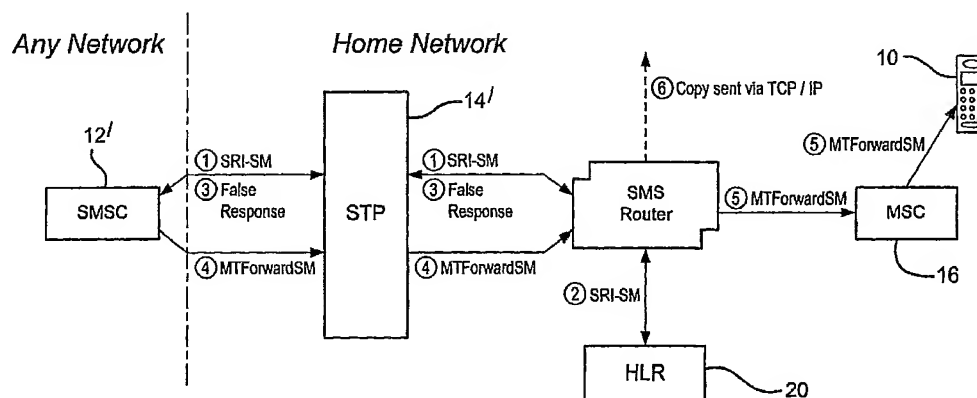 Any Network
Home Network
12'
14'
10
⑥ Copy sent via TCP / IP
⑤ MTForwardSM
① SRI-SM
③ False
Response
① SRI-SM
③ False
Response
SMSC
STP
SMS
Router
⑤ MTForwardSM
MSC
④ MTForwardSM
④ MTForwardSM
16
② SRI-SM
HLR
20